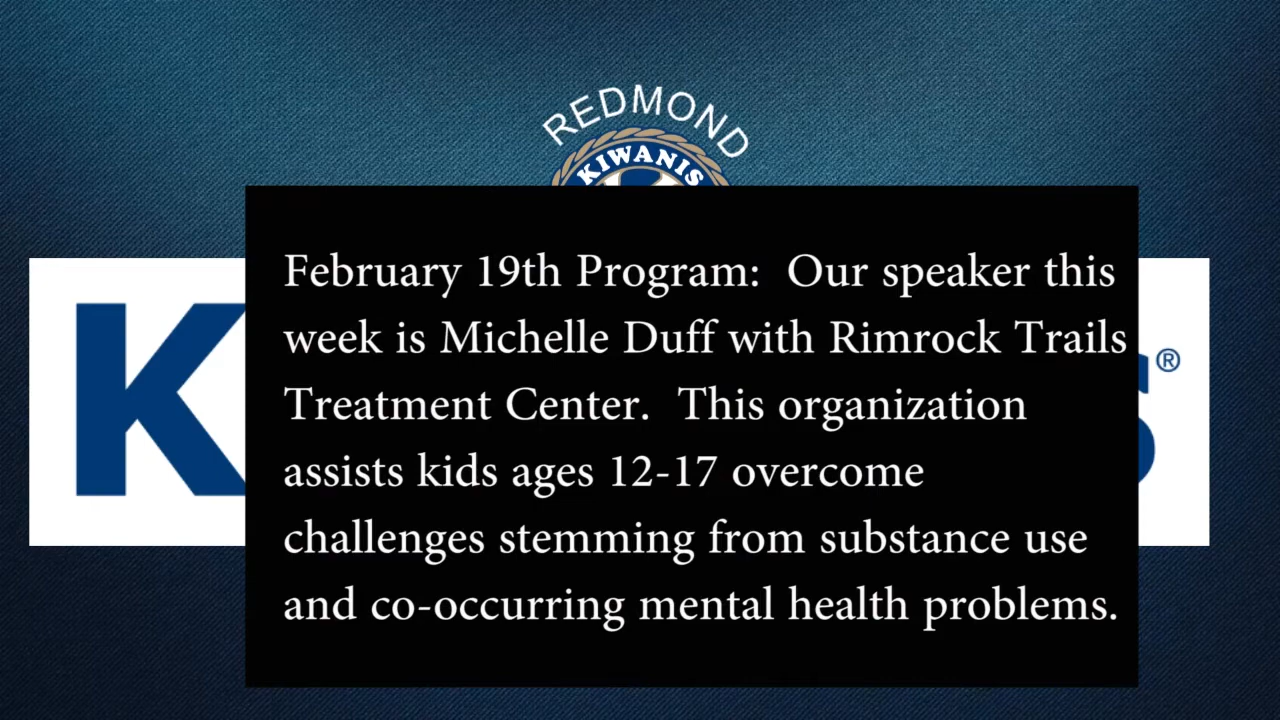 REDMOND
KIWANIS
February 19th Program:  Our speaker this
week is Michelle Duff with Rimrock Trails
Treatment Center.  This organization
assists kids ages 12-17 overcome
challenges stemming from substance use
and co-occurring mental health problems.
K
®